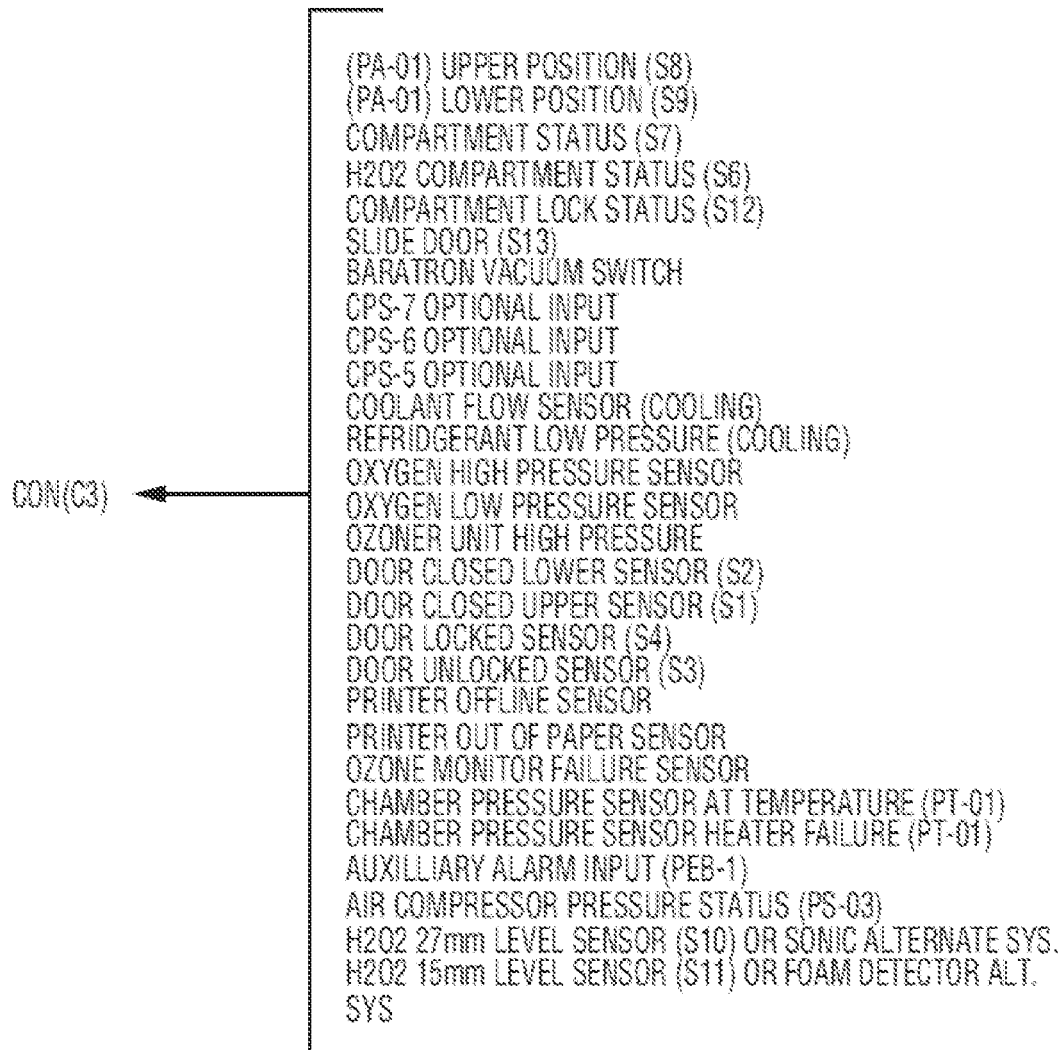 (PA-01) UPPER POSITION (S8)
(PA-01) LOWER POSITION (S9)
COMPARTMENT STATUS (S7)
H2O2 COMPARTMENT STATUS (S6)
COMPARTMENT LOCK STATUS (S12)
SLIDE DOOR (S13)
BARATRON VACUUM SWITCH
CPS-7 OPTIONAL INPUT
CPS-6 OPTIONAL INPUT
CPS-5 OPTIONAL INPUT
COOLANT FLOW SENSOR (COOLING)
REFRIDGERANT LOW PRESSURE (COOLING)
OXYGEN HIGH PRESSURE SENSOR
CON(C3)
OXYGEN LOW PRESSURE SENSOR
OZONER UNIT HIGH PRESSURE
DOOR CLOSED LOWER SENSOR (S2)
DOOR CLOSED UPPER SENSOR (S1)
DOOR LOCKED SENSOR (S4)
DOOR UNLOCKED SENSOR (S3)
PRINTER OFFLINE SENSOR
PRINTER OUT OF PAPER SENSOR
OZONE MONITOR FAILURE SENSOR
CHAMBER PRESSURE SENSOR AT TEMPERATURE (PT-01)
CHAMBER PRESSURE SENSOR HEATER FAILURE (PT-01)
AUXILLIARY ALARM INPUT (PEB-1)
AIR COMPRESSOR PRESSURE STATUS (PS-03)
H2O2 27mm LEVEL SENSOR (S10) OR SONIC ALTERNATE SYS.
H2O2 15mm LEVEL SENSOR (S11) OR FOAM DETECTOR ALT.
SYS